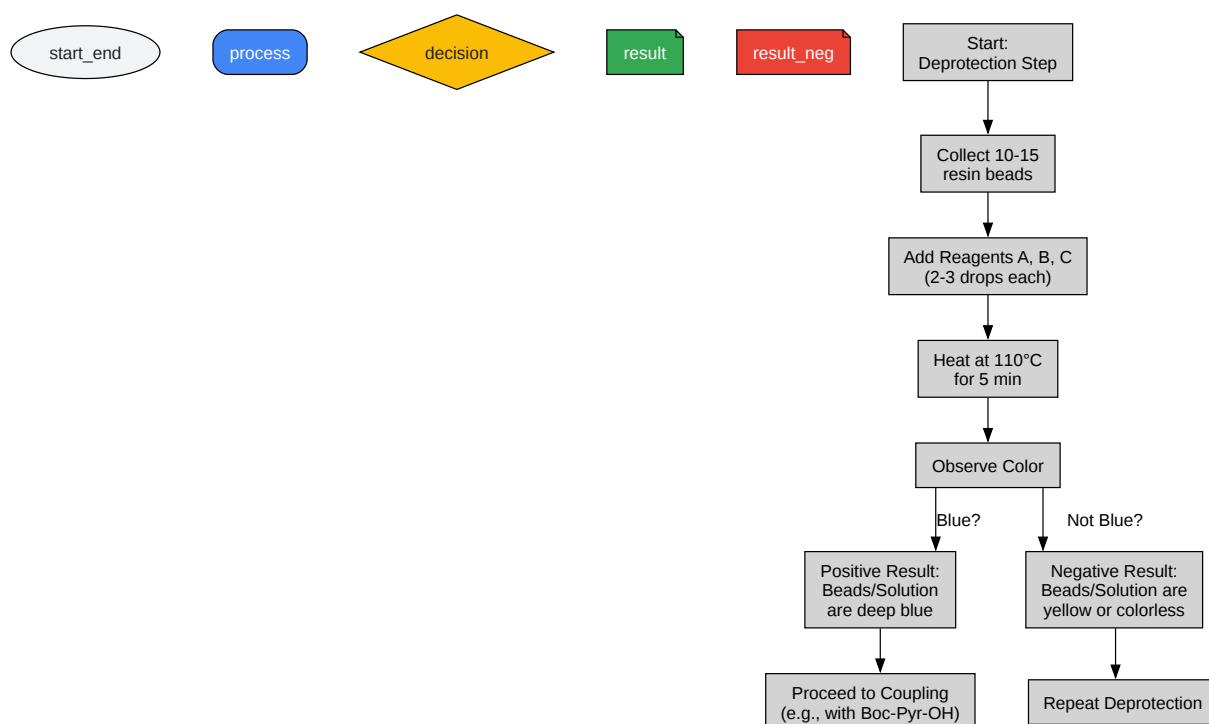 start_end
process
decision
result
result_neg
Start:
Deprotection Step
Collect 10-15
resin beads
Add Reagents A, B, C
(2-3 drops each)
Heat at 110°C
for 5 min
Observe Color
Blue?
Not Blue?
Positive Result:
Beads/Solution
are deep blue
Negative Result:
Beads/Solution are
yellow or colorless
Proceed to Coupling
(e.g., with Boc-Pyr-OH)
Repeat Deprotection